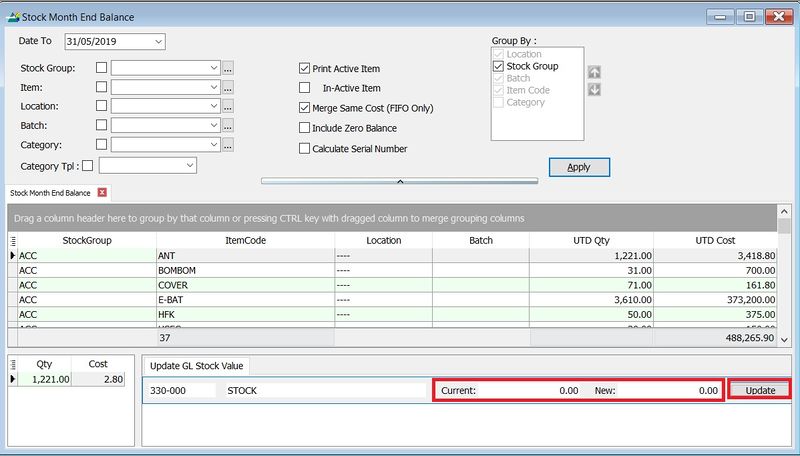 Stock Month End Balance
Date To 31/05/2019
Group By :
Location
Stock Group
Batch
Item Code
Category
Stock Group: ...
Item: ...
Location: ...
Batch: ...
Category: ...
Category Tpl :
Print Active Item
In-Active Item
Merge Same Cost (FIFO Only)
Include Zero Balance
Calculate Serial Number
Apply
Stock Month End Balance
Drag a column header here to group by that column or pressing CTRL key with dragged column to merge grouping columns
StockGroup ItemCode Location Batch UTD Qty UTD Cost
ACC ANT ---- 1,221.00 3,418.80
ACC BOMBOM ---- 31.00 700.00
ACC COVER ---- 71.00 161.80
ACC E-BAT ---- 3,610.00 373,200.00
ACC HFK ---- 50.00 375.00
37 488,265.90
Qty Cost
1,221.00 2.80
Update GL Stock Value
330-000 STOCK Current: 0.00 New: 0.00 Update